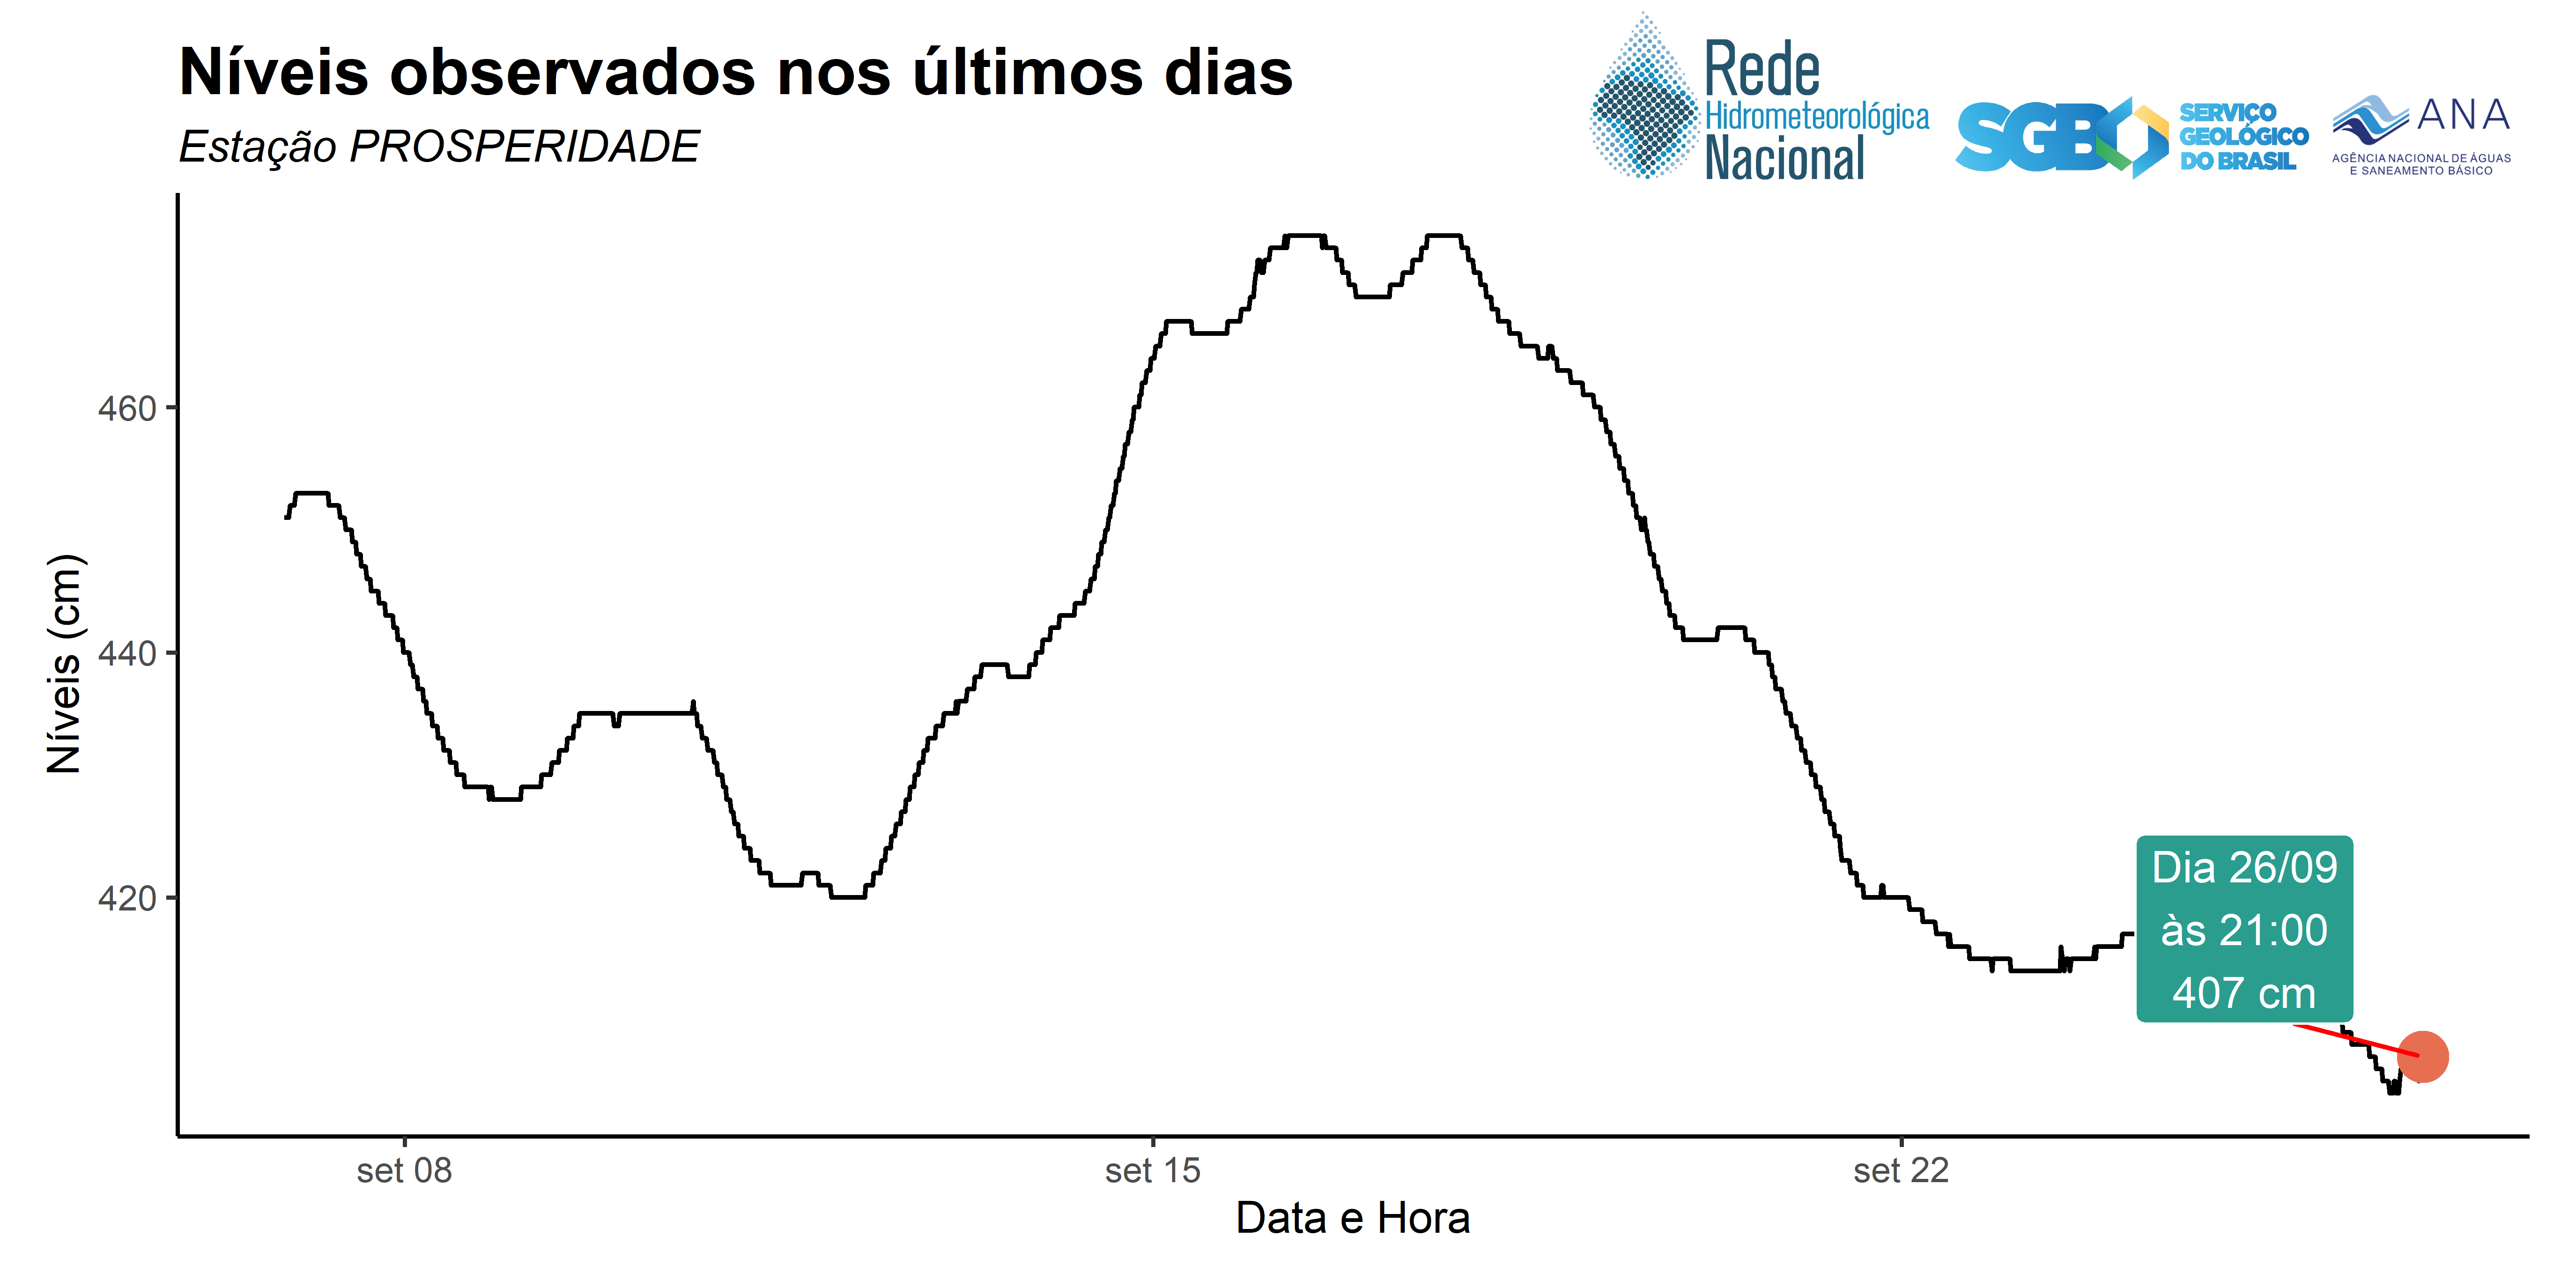 Níveis observados nos últimos dias
Estação PROSPERIDADE
Rede
Hidrometeorológica
Nacional
SGB
SERVIÇO
GEOLÓGICO
DO BRASIL
ANA
AGÊNCIA NACIONAL DE ÁGUAS
E SANEAMENTO BÁSICO
Níveis (cm)
460
440
420
Dia 26/09
às 21:00
407 cm
set 08
set 15
set 22
Data e Hora